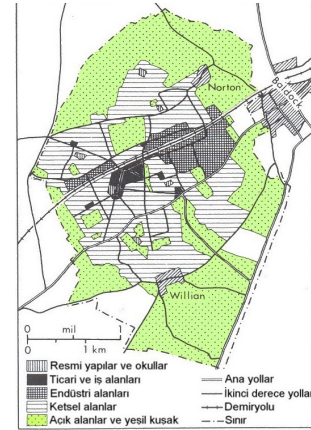 Norton
Baldock
Willian
0 mil 1
0 1 km
Resmi yapılar ve okullar
Ticari ve iş alanları
Endüstri alanları
Ketsel alanlar
Açık alanlar ve yeşil kuşak
Ana yollar
İkinci derece yollar
Demiryolu
Sınır